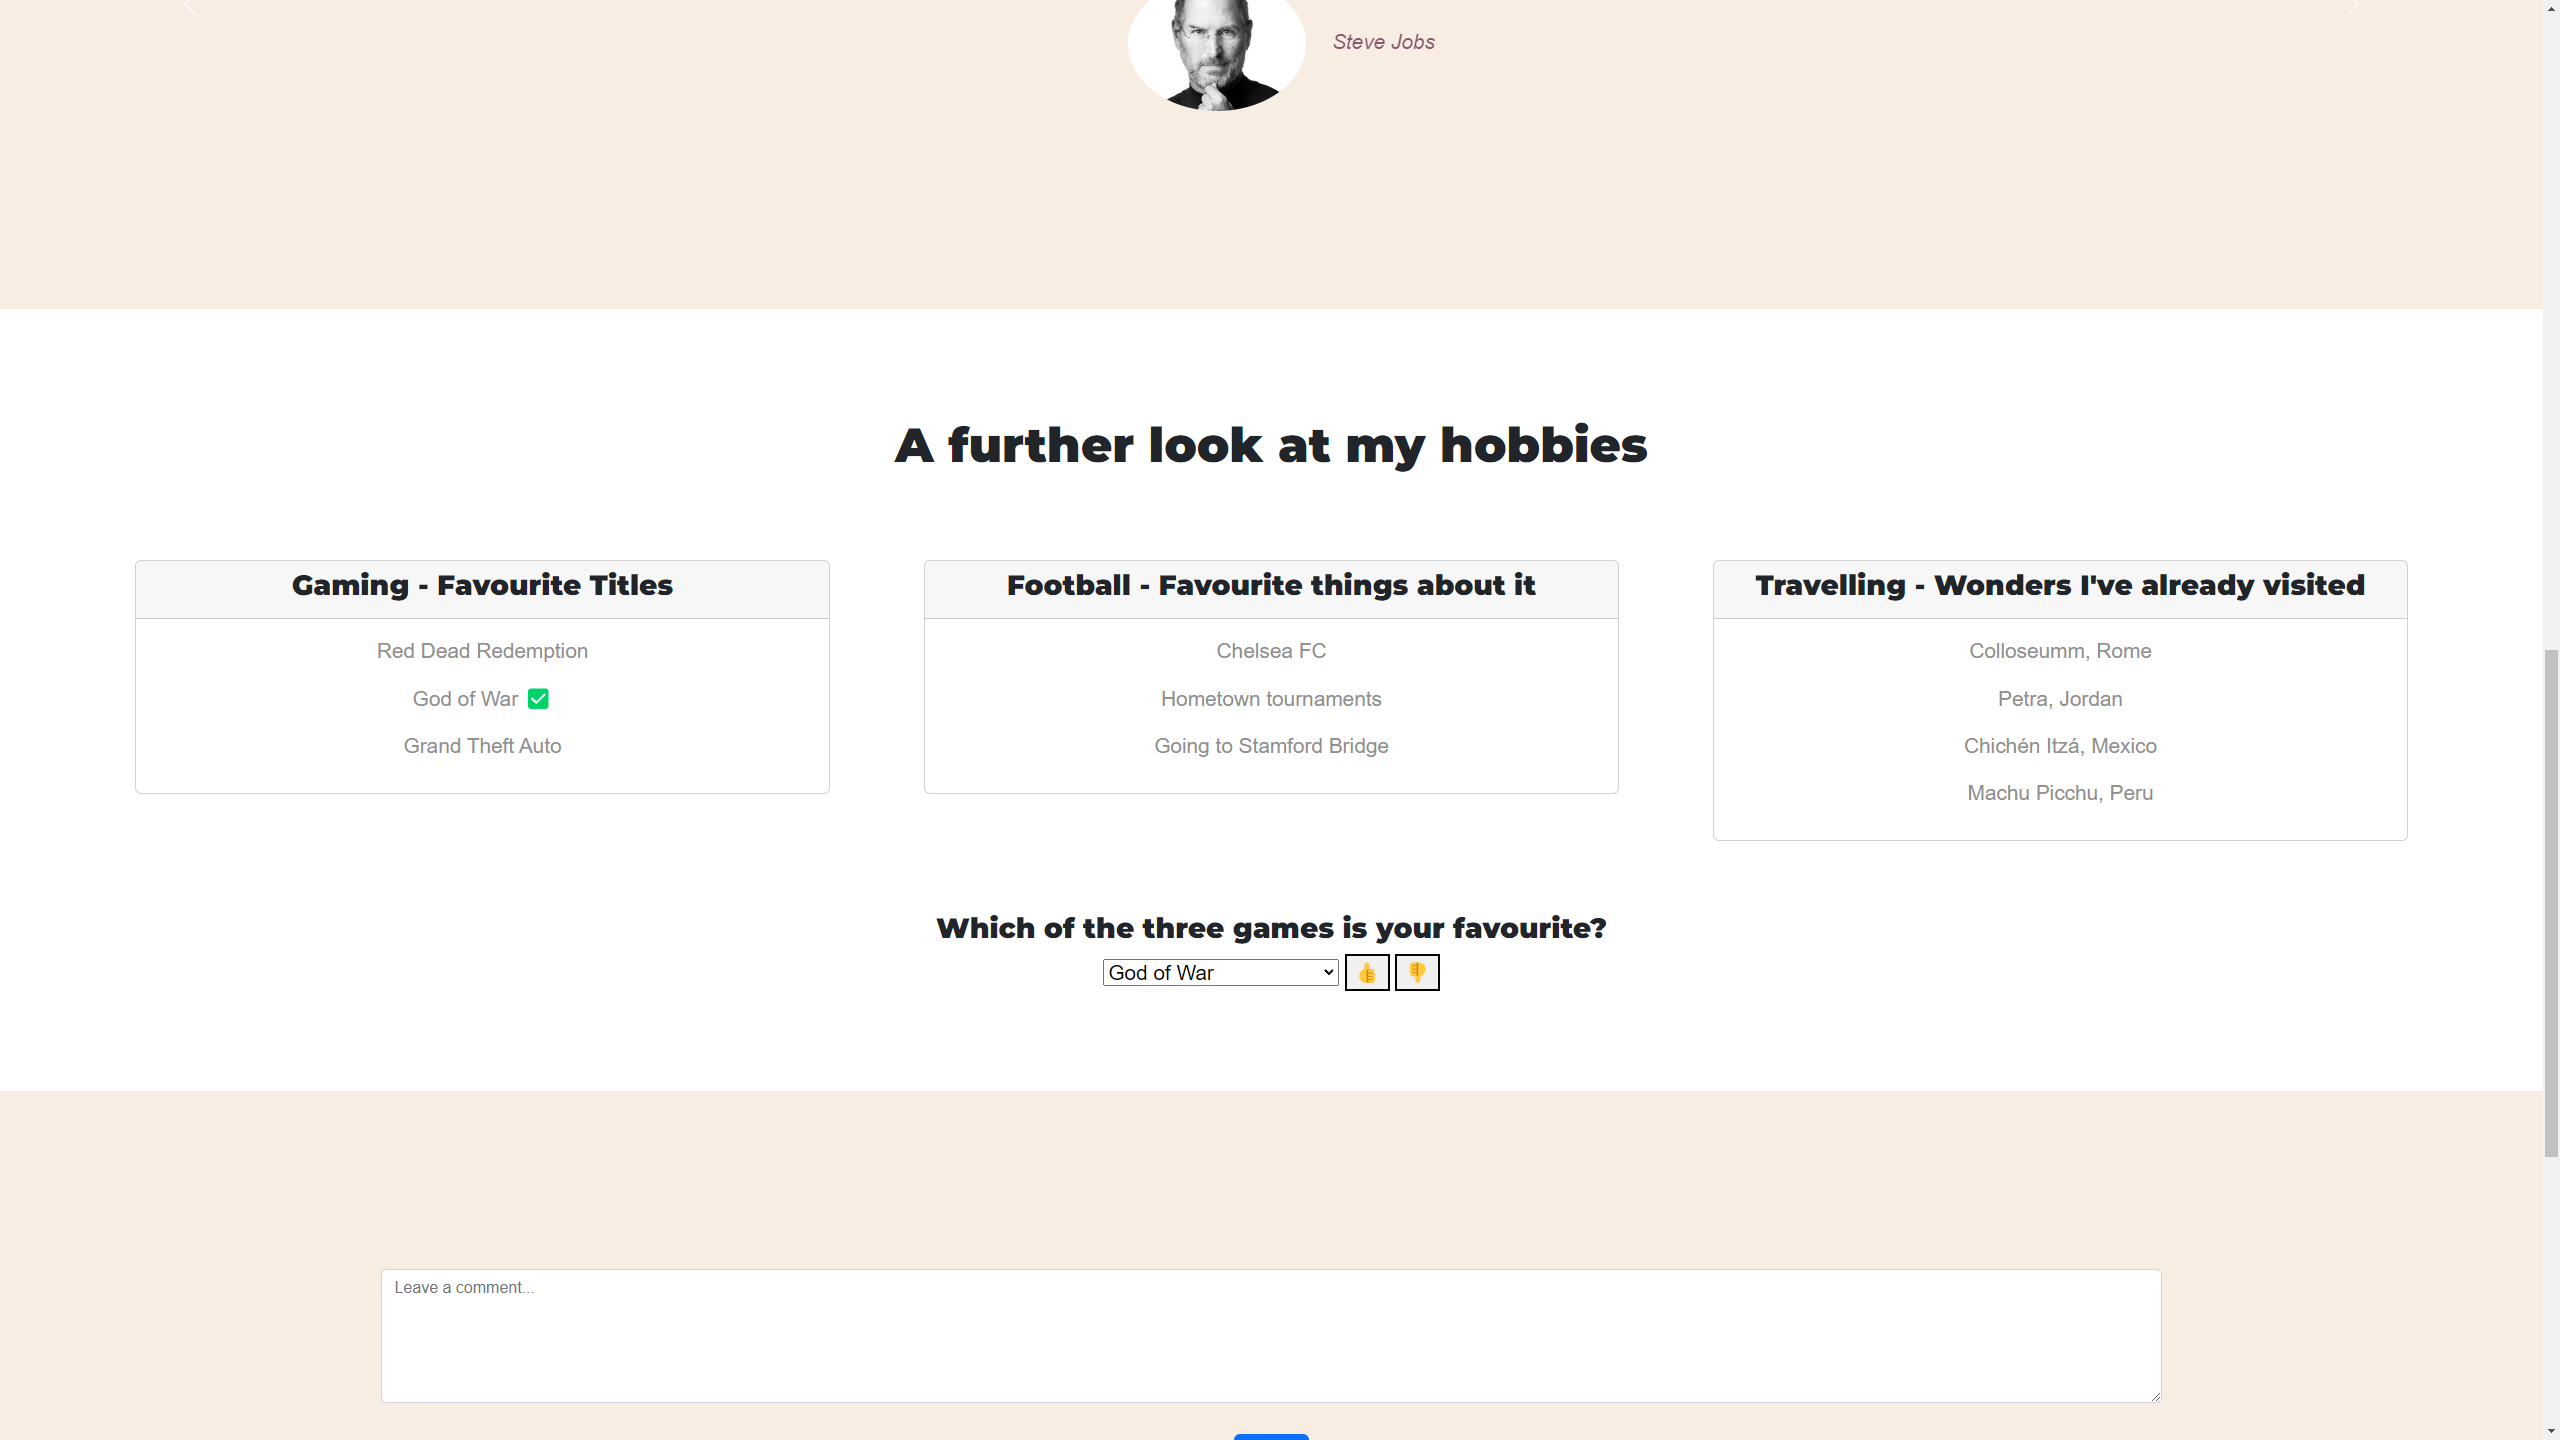 Steve Jobs
A further look at my hobbies
Gaming - Favourite Titles
Red Dead Redemption
God of War
Grand Theft Auto
Football - Favourite things about it
Chelsea FC
Hometown tournaments
Going to Stamford Bridge
Travelling - Wonders I've already visited
Colloseumm, Rome
Petra, Jordan
Chichén Itzá, Mexico
Machu Picchu, Peru
Which of the three games is your favourite?
God of War
Leave a comment...